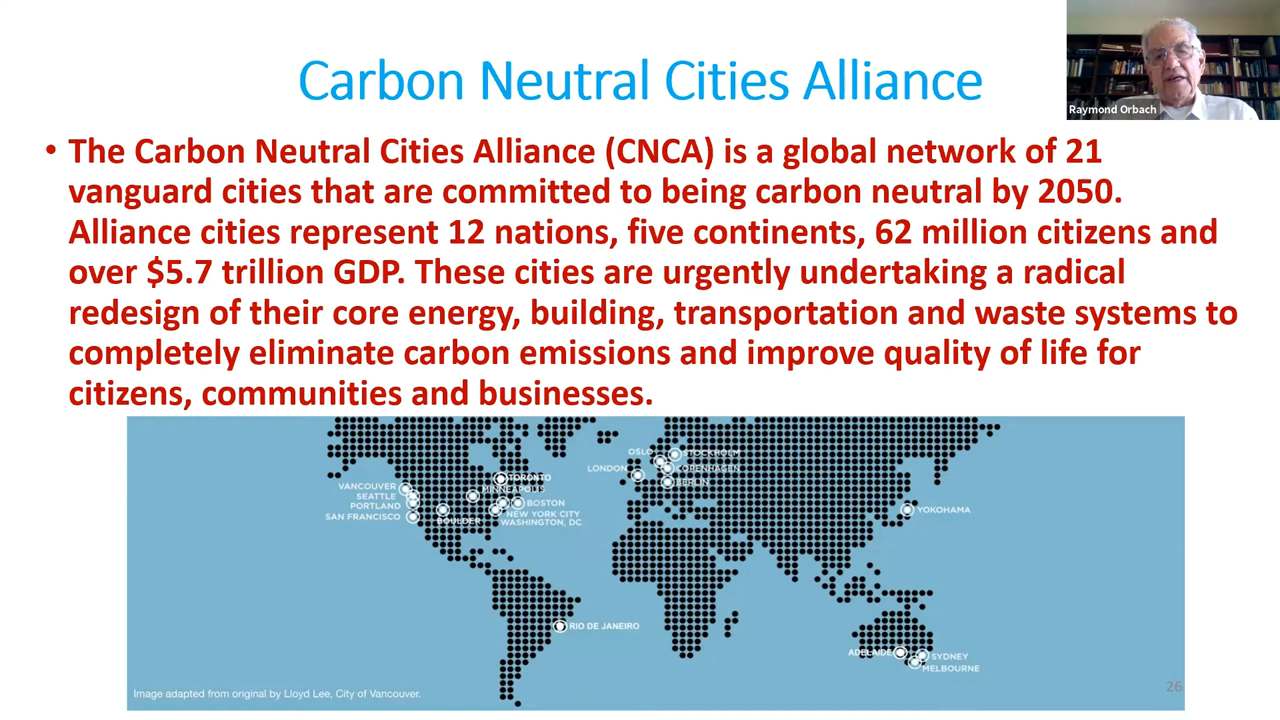 Carbon Neutral Cities Alliance
Raymond Orbach
• The Carbon Neutral Cities Alliance (CNCA) is a global network of 21
vanguard cities that are committed to being carbon neutral by 2050.
Alliance cities represent 12 nations, five continents, 62 million citizens and
over $5.7 trillion GDP. These cities are urgently undertaking a radical
redesign of their core energy, building, transportation and waste systems to
completely eliminate carbon emissions and improve quality of life for
citizens, communities and businesses.
OSLO
STOCKHOLM
LONDON
COPENHAGEN
BERLIN
TORONTO
VANCOUVER
MINNEAPOLIS
SEATTLE
PORTLAND
BOSTON
SAN FRANCISCO
BOULDER
NEW YORK CITY
WASHINGTON, DC
YOKOHAMA
RIO DE JANEIRO
ADELAIDE
SYDNEY
MELBOURNE
Image adapted from original by Lloyd Lee, City of Vancouver.
26